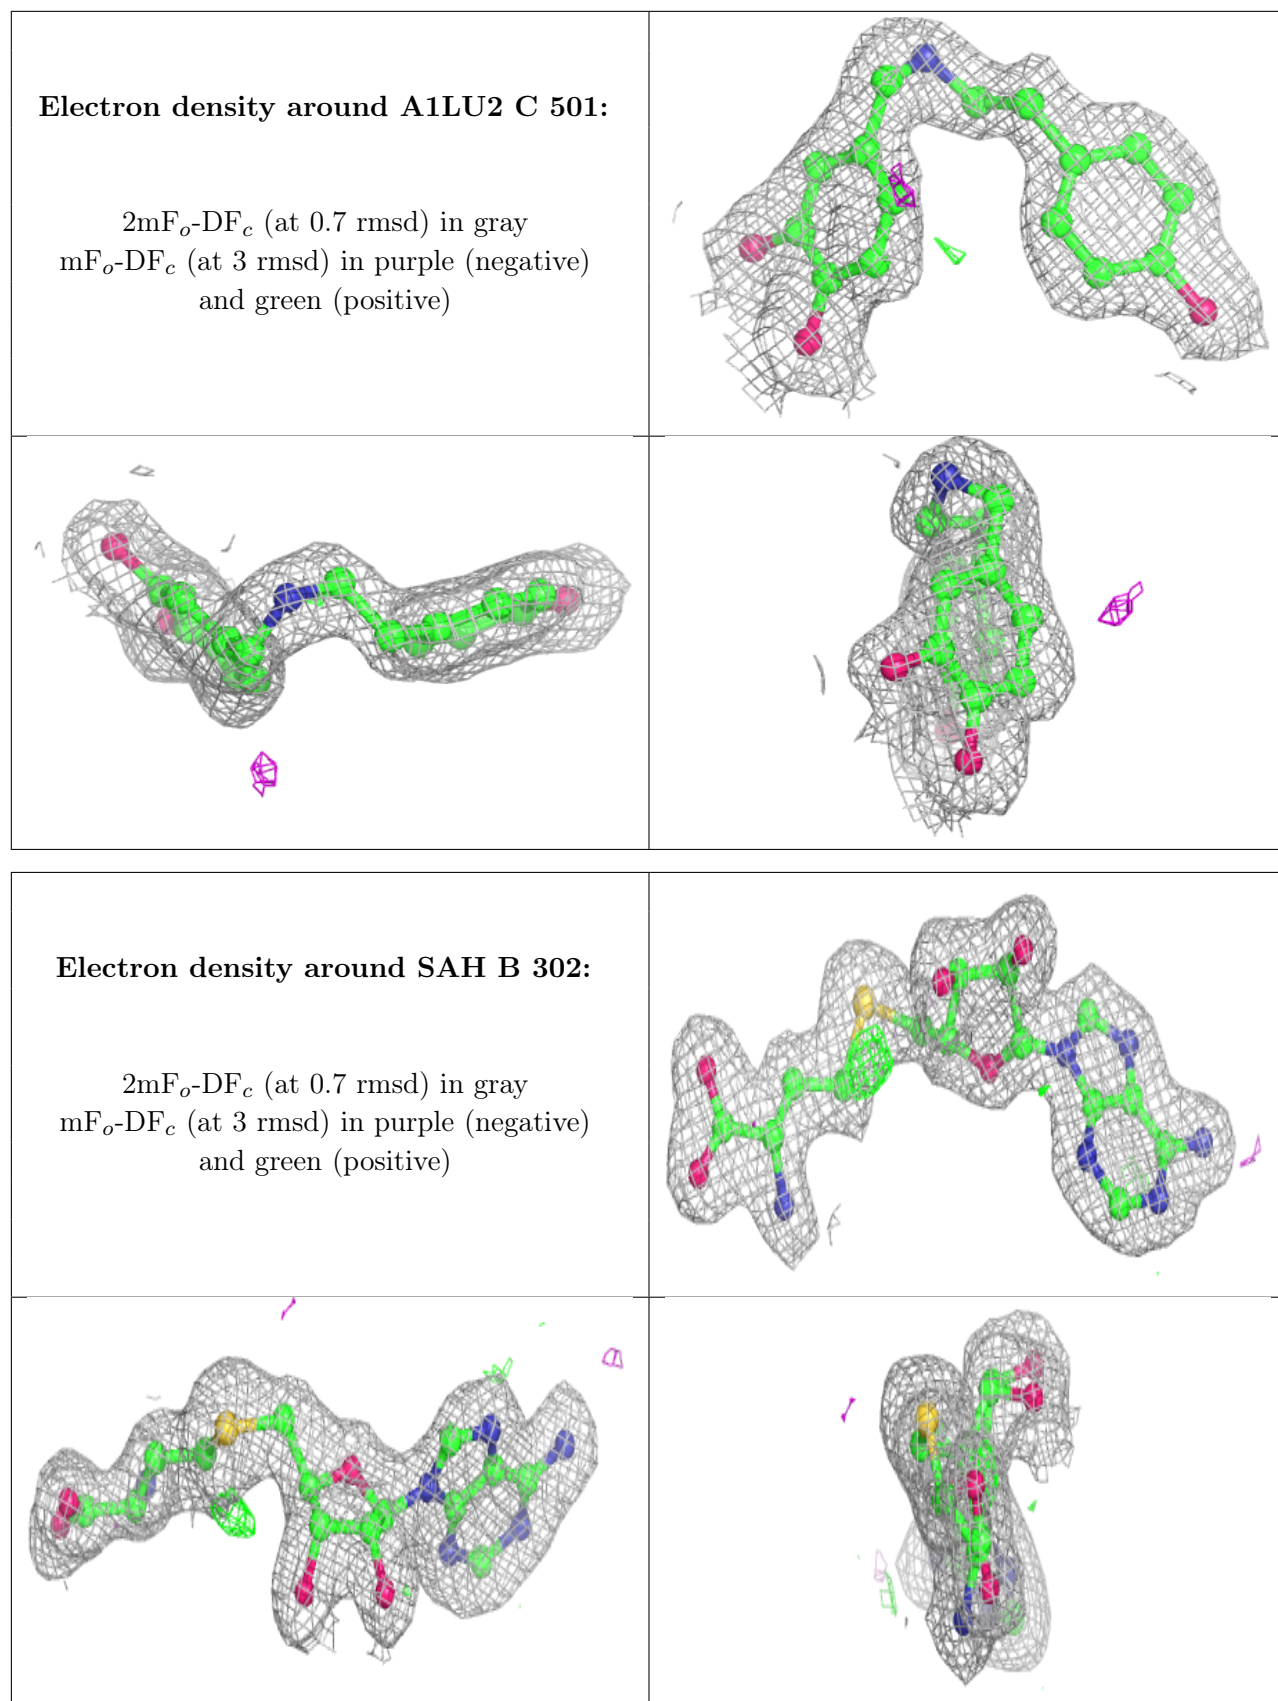 Electron density around A1LU2 C 501:
2mFo-DFc (at 0.7 rmsd) in gray
mFo-DFc (at 3 rmsd) in purple (negative)
and green (positive)
Electron density around SAH B 302:
2mFo-DFc (at 0.7 rmsd) in gray
mFo-DFc (at 3 rmsd) in purple (negative)
and green (positive)